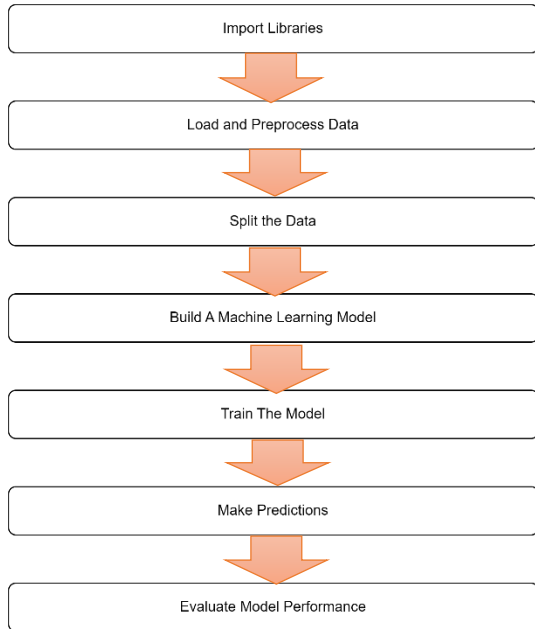 Import Libraries
Load and Preprocess Data
Split the Data
Build A Machine Learning Model
Train The Model
Make Predictions
Evaluate Model Performance